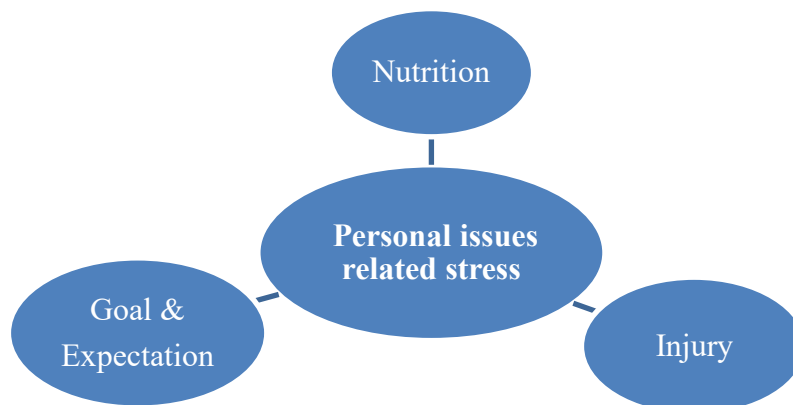 Nutrition
Personal issues
related stress
Goal &
Expectation
Injury